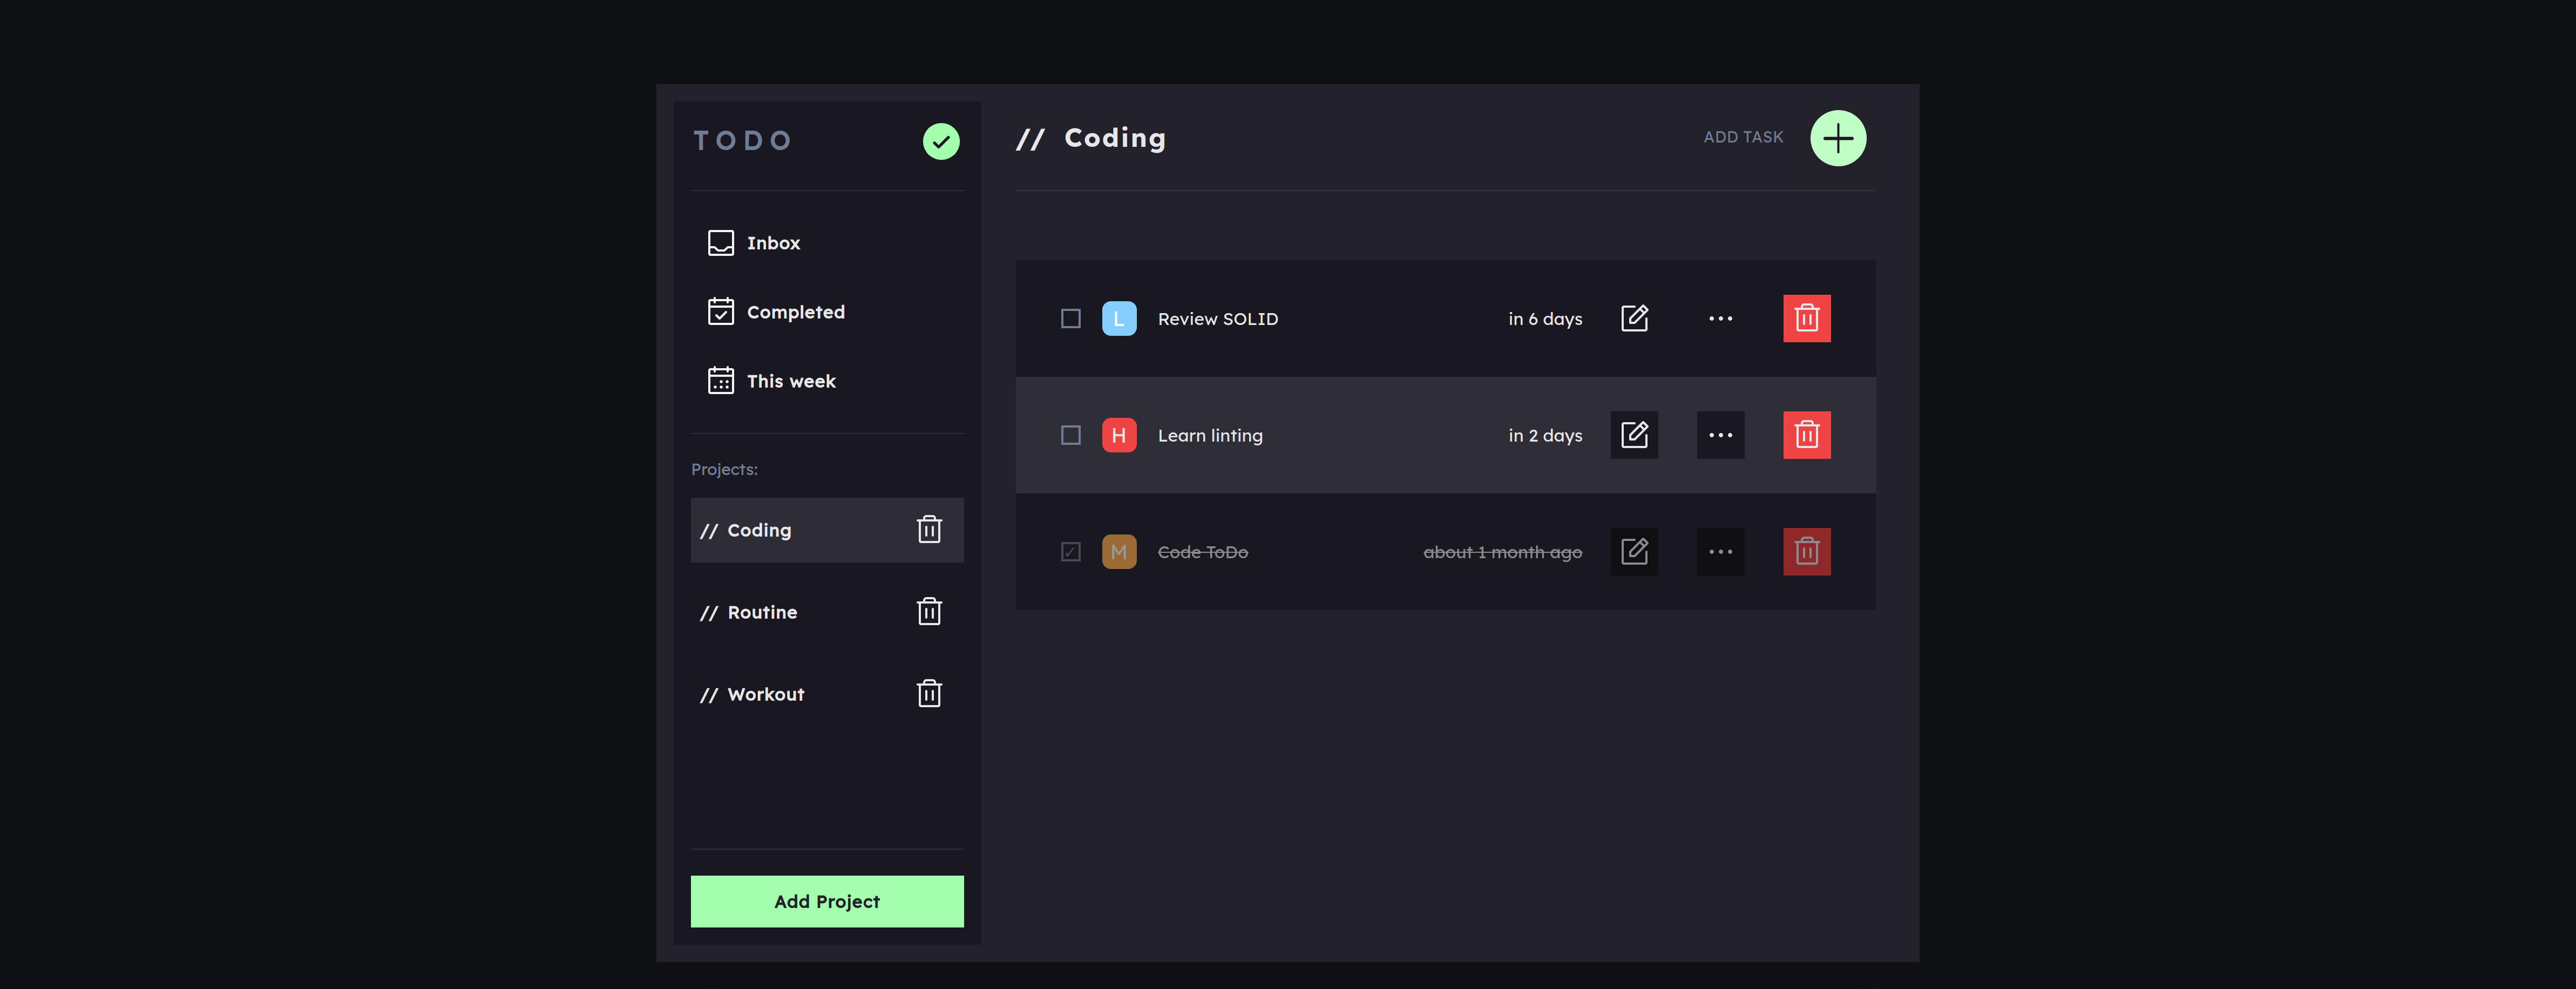 TODO
Inbox
Completed
This week
Projects:
// Coding
// Routine
// Workout
Add Project
// Coding
ADD TASK
L Review SOLID in 6 days
H Learn linting in 2 days
M Code ToDo about 1 month ago